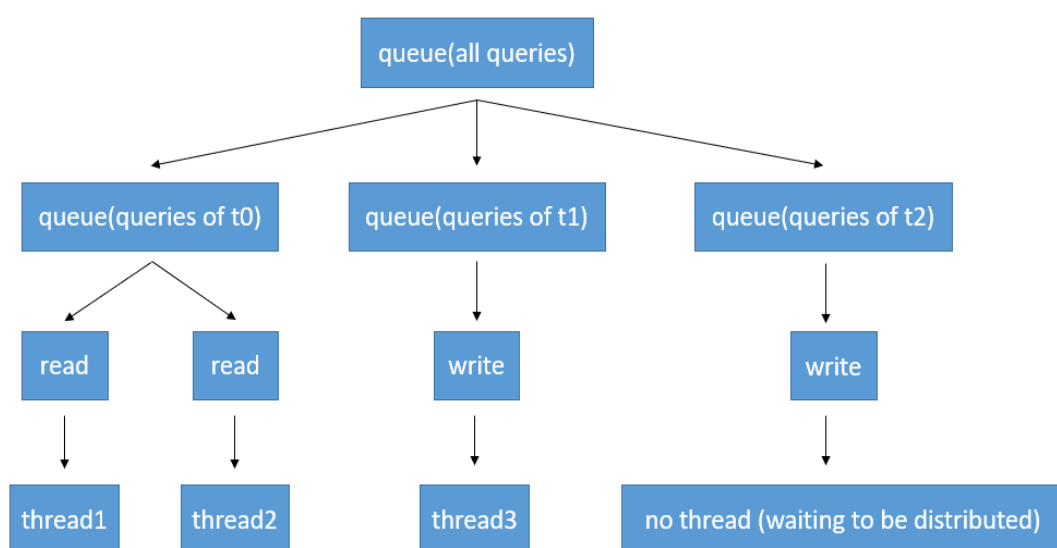 queue(all queries)
queue(queries of t0)
queue(queries of t1)
queue(queries of t2)
read
read
write
write
thread1
thread2
thread3
no thread (waiting to be distributed)